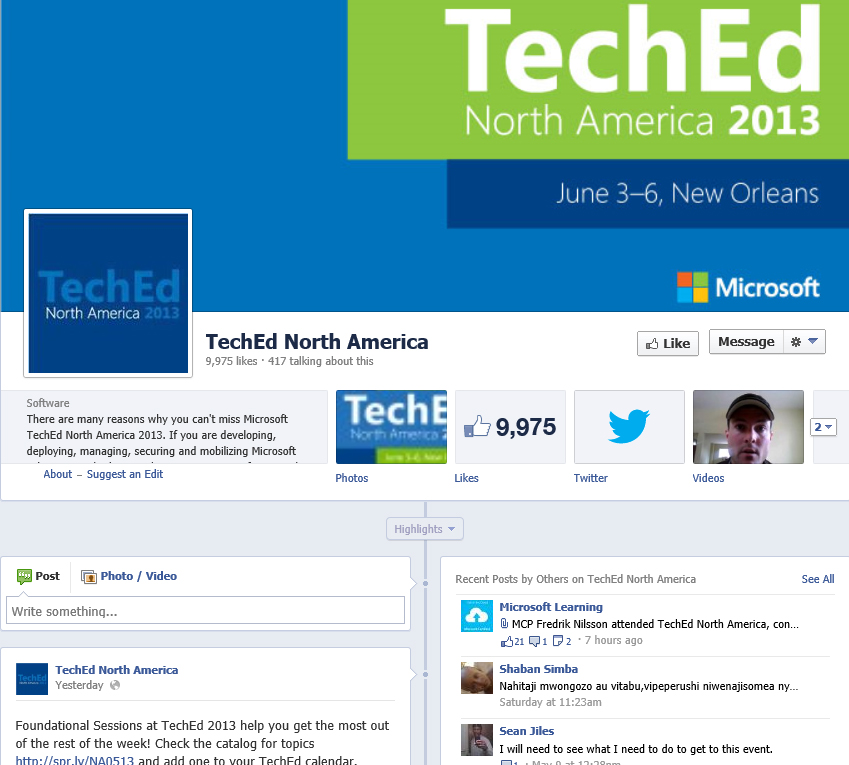 TechEd
North America 2013
June 3–6, New Orleans
Microsoft
TechEd
North America 2013
TechEd North America
9,975 likes · 417 talking about this
Like
Message
Software
There are many reasons why you can't miss Microsoft
TechEd North America 2013. If you are developing,
deploying, managing, securing and mobilizing Microsoft
About – Suggest an Edit
TechE
North America 2
Photos
9,975
Likes
Twitter
Videos
2
Highlights
Post
Photo / Video
Write something...
TechEd North America
Yesterday
Foundational Sessions at TechEd 2013 help you get the most out
of the rest of the week! Check the catalog for topics
http://spr.ly/NA0513 and add one to your TechEd calendar.
Recent Posts by Others on TechEd North America
See All
Microsoft Learning
MCP Fredrik Nilsson attended TechEd North America, con...
21 1 2 · 7 hours ago
Shaban Simba
Nahitaji mwongozo au vitabu,vipeperushi niwenajisomea ny...
Saturday at 11:23am
Sean Jiles
I will need to see what I need to do to get to this event.
1 · May 9 at 12:28pm